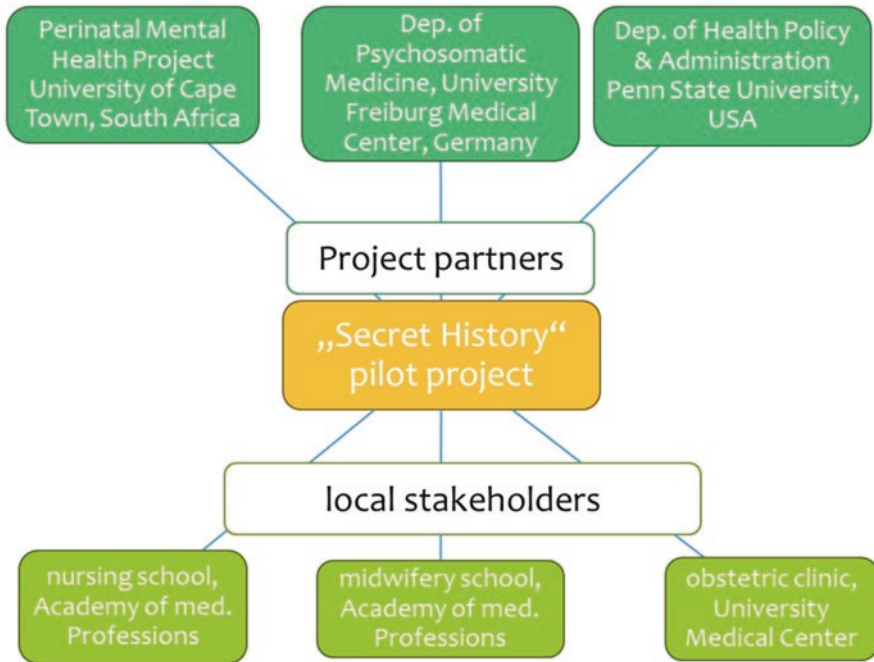 Perinatal Mental
Health Project
University of Cape
Town, South Africa
Dep. of
Psychosomatic
Medicine, University
Freiburg Medical
Center, Germany
Dep. of Health Policy
& Administration
Penn State University,
USA
Project partners
„Secret History“
pilot project
local stakeholders
nursing school,
Academy of med.
Professions
midwifery school,
Academy of med.
Professions
obstetric clinic,
University
Medical Center